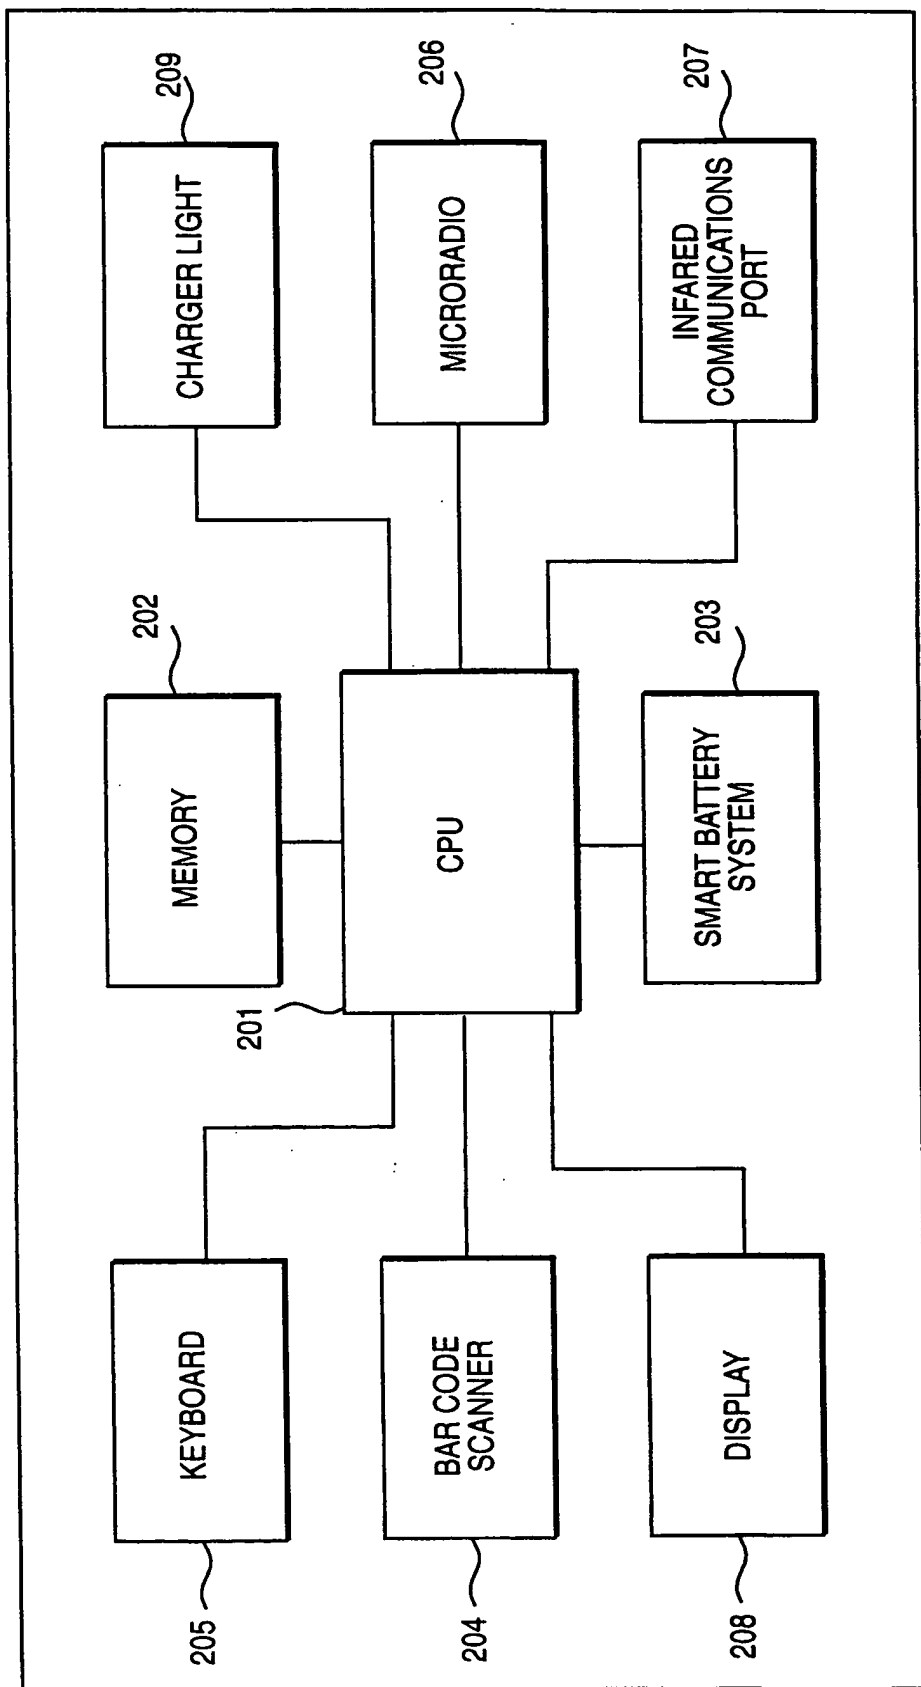 205
KEYBOARD
201
MEMORY
202
CHARGER LIGHT
209
204
BAR CODE
SCANNER
CPU
MICRORADIO
206
208
DISPLAY
SMART BATTERY
SYSTEM
203
INFARED
COMMUNICATIONS
PORT
207